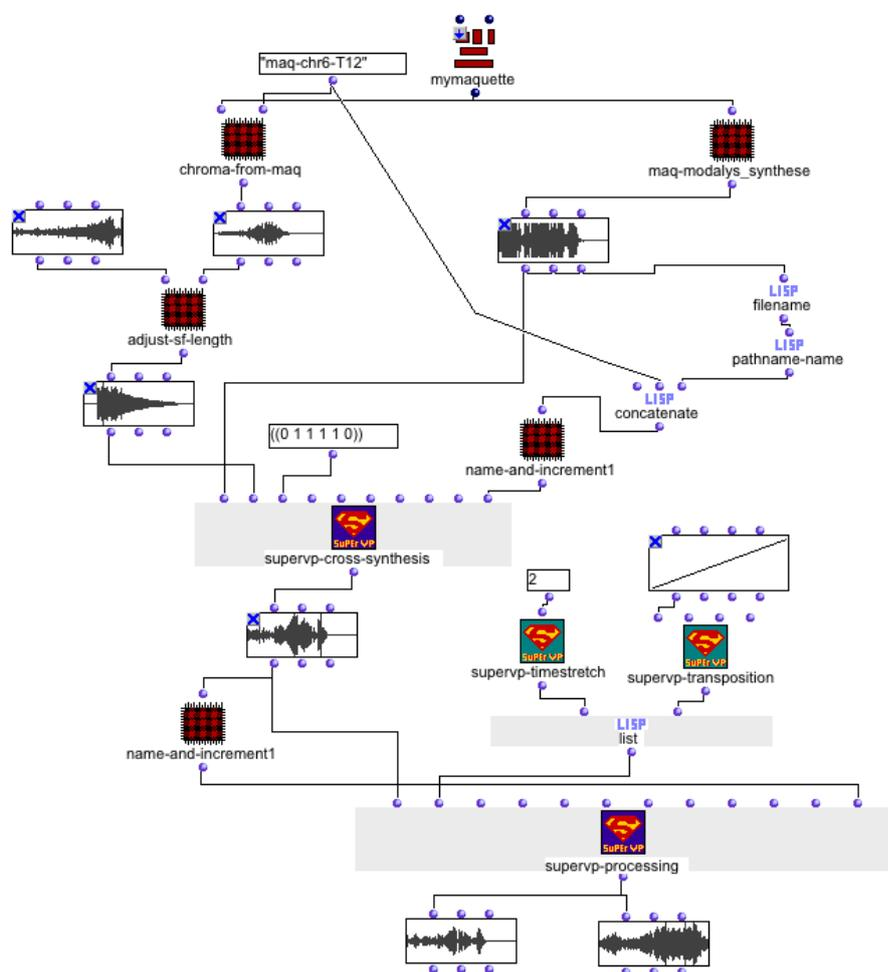 "maq-chr6-T12"
mymaquette
chroma-from-maq
maq-modalys_synthese
LISP
filename
adjust-sf-length
LISP
pathname-name
LISP
concatenate
((0 1 1 1 1 0))
name-and-increment1
SuPEr VP
supervp-cross-synthesis
2
SuPEr VP
supervp-timestretch
SuPEr VP
supervp-transposition
LISP
list
name-and-increment1
SuPEr VP
supervp-processing